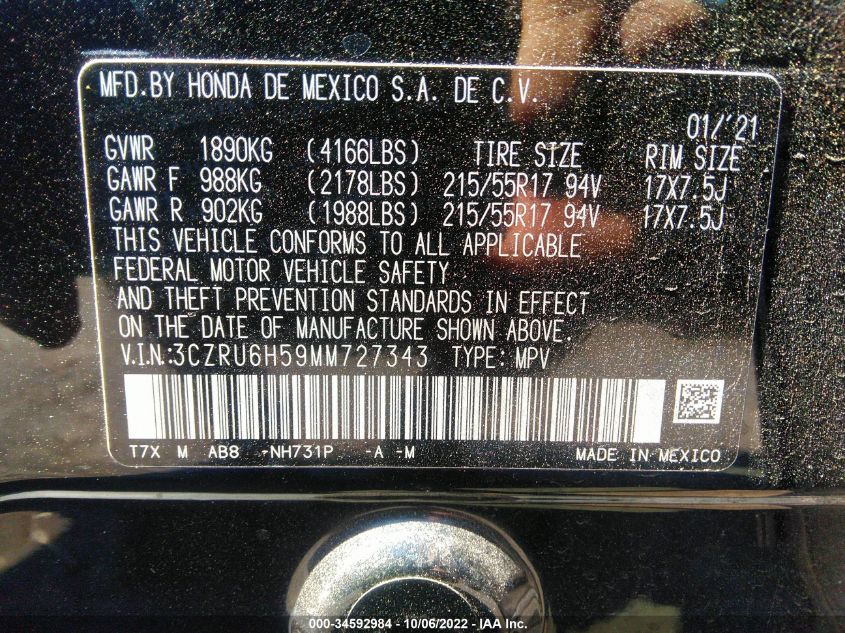 MFD.BY HONDA DE MEXICO S.A. DE C.V.
01/'21
GVWR 1890KG (4166LBS) TIRE SIZE RIM SIZE
GAWR F 988KG (2178LBS) 215/55R17 94V 17X7.5J
GAWR R 902KG (1988LBS) 215/55R17 94V 17X7.5J
THIS VEHICLE CONFORMS TO ALL APPLICABLE
FEDERAL MOTOR VEHICLE SAFETY
AND THEFT PREVENTION STANDARDS IN EFFECT
ON THE DATE OF MANUFACTURE SHOWN ABOVE.
V.I.N.:3CZRU6H59MM727343 TYPE: MPV
T7X M AB8 -NH731P -A -M MADE IN MEXICO
000-34592984 - 10/06/2022 - IAA Inc.